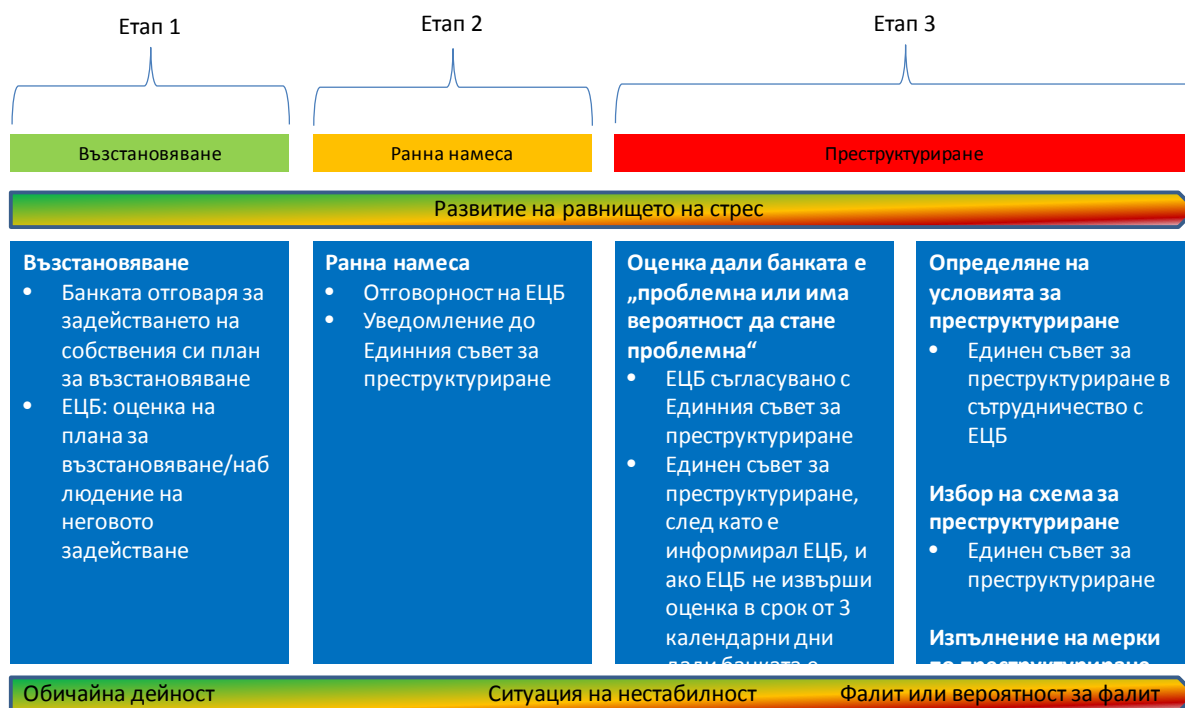 Етап 1
Етап 2
Етап 3
Възстановяване
Ранна намеса
Преструктуриране
Развитие на равнището на стрес
Възстановяване
• Банката отговаря за
задействането на
собствения си план
за възстановяване
• ЕЦБ: оценка на
плана за
възстановяване/наб
людение на
неговото
задействане
Ранна намеса
• Отговорност на ЕЦБ
• Уведомление до
Единния съвет за
преструктуриране
Оценка дали банката е
„проблемна или има
вероятност да стане
проблемна“
• ЕЦБ съгласувано с
Единния съвет за
преструктуриране
• Единен съвет за
преструктуриране,
след като е
информирал ЕЦБ, и
ако ЕЦБ не извърши
оценка в срок от 3
календарни дни
дали банката е
Определяне на
условията за
преструктуриране
• Единен съвет за
преструктуриране в
сътрудничество с
ЕЦБ
Избор на схема за
преструктуриране
• Единен съвет за
преструктуриране
Изпълнение на мерки
по преструктуриране
Обичайна дейност
Ситуация на нестабилност
Фалит или вероятност за фалит